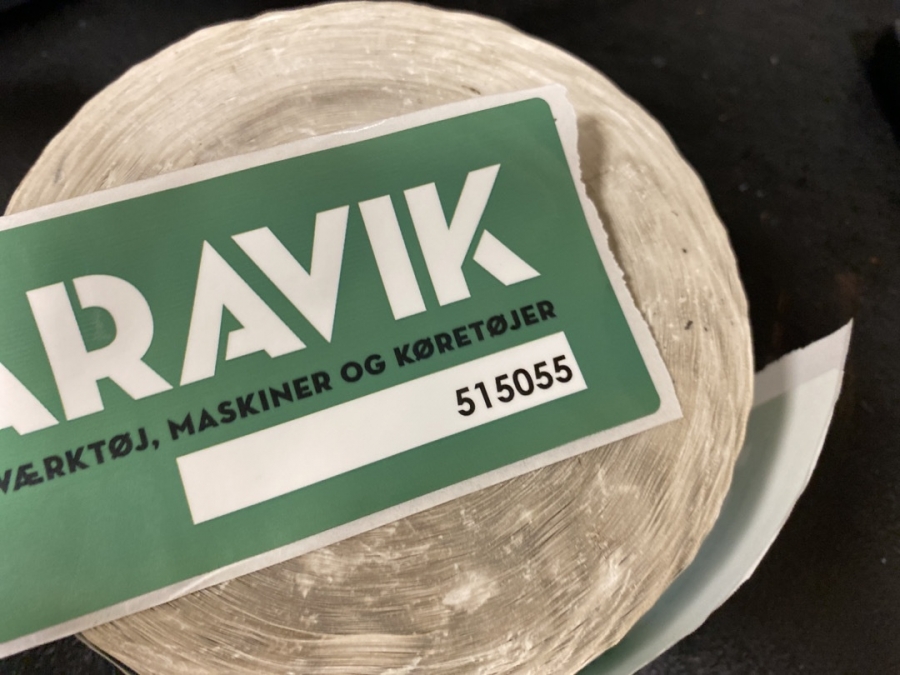 ARAVIK
VÆRKTØJ, MASKINER OG KØRETØJER
515055